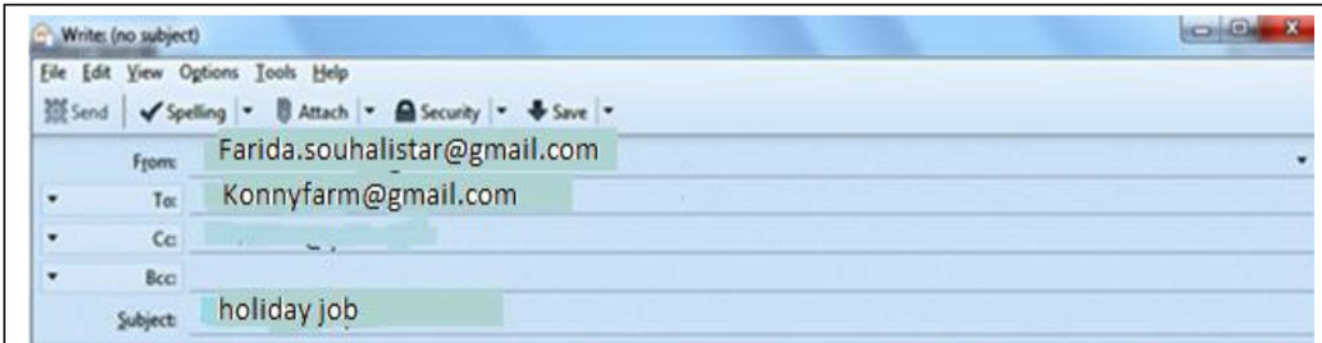 Write: (no subject)
File Edit View Options Tools Help
Send Spelling Attach Security Save
From: Farida.souhalistar@gmail.com
To: Konnyfarm@gmail.com
Cc:
Bcc:
Subject: holiday job